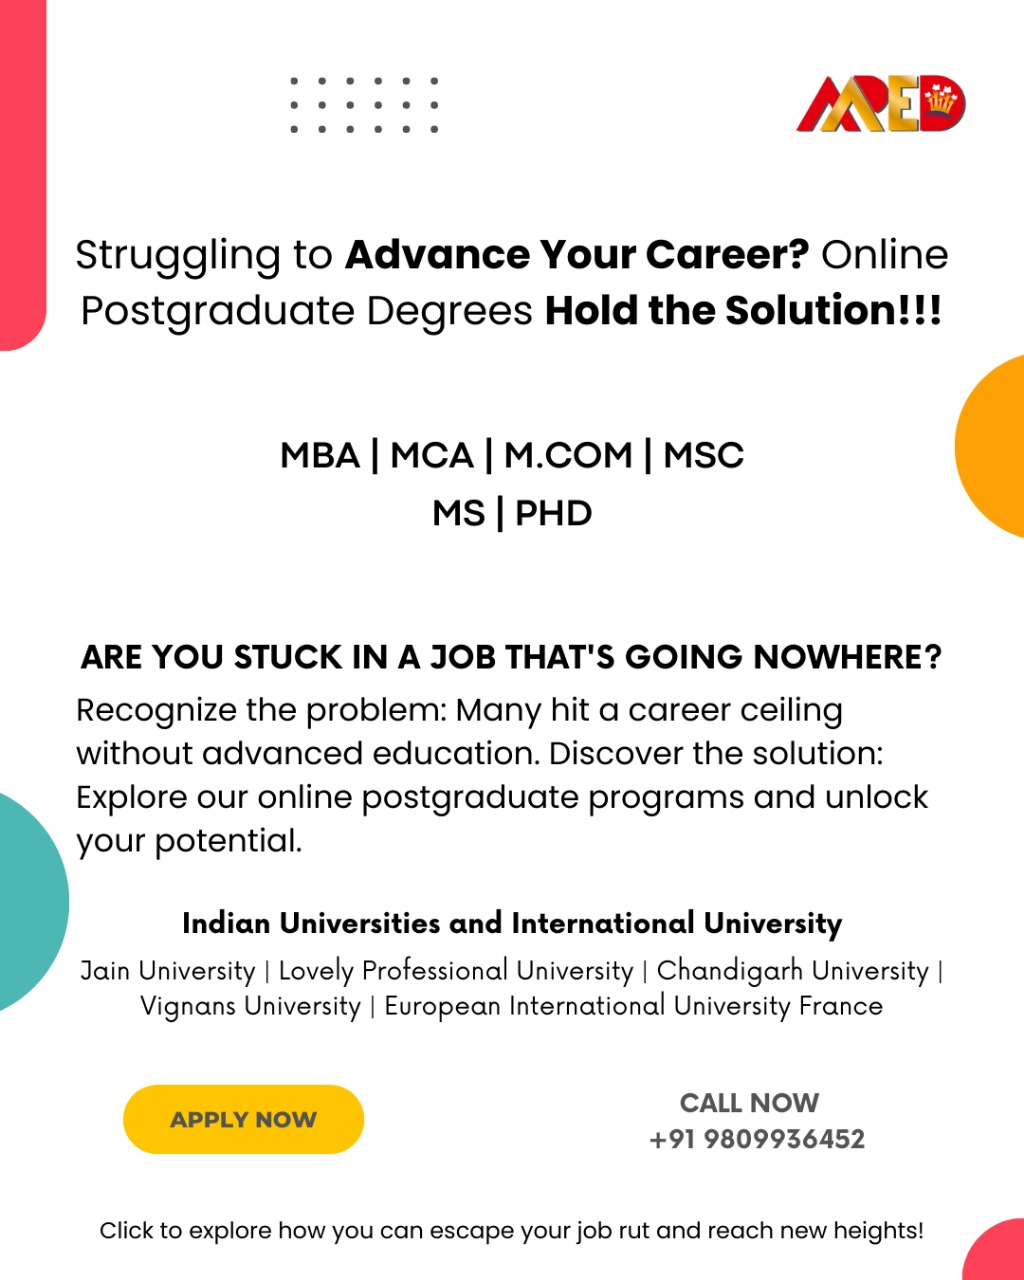 MPED
Struggling to Advance Your Career? Online
Postgraduate Degrees Hold the Solution!!!
MBA | MCA | M.COM | MSC
MS | PHD
ARE YOU STUCK IN A JOB THAT'S GOING NOWHERE?
Recognize the problem: Many hit a career ceiling
without advanced education. Discover the solution:
Explore our online postgraduate programs and unlock
your potential.
Indian Universities and International University
Jain University | Lovely Professional University | Chandigarh University |
Vignans University | European International University France
APPLY NOW
CALL NOW
+91 9809936452
Click to explore how you can escape your job rut and reach new heights!